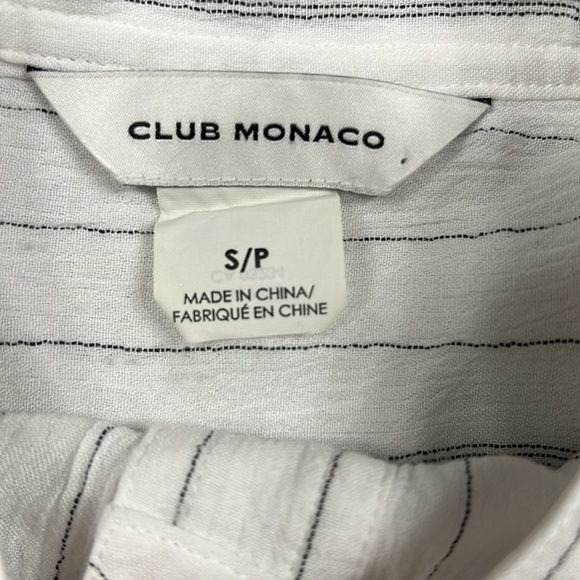 CLUB MONACO
S/P
MADE IN CHINA/
FABRIQUÉ EN CHINE